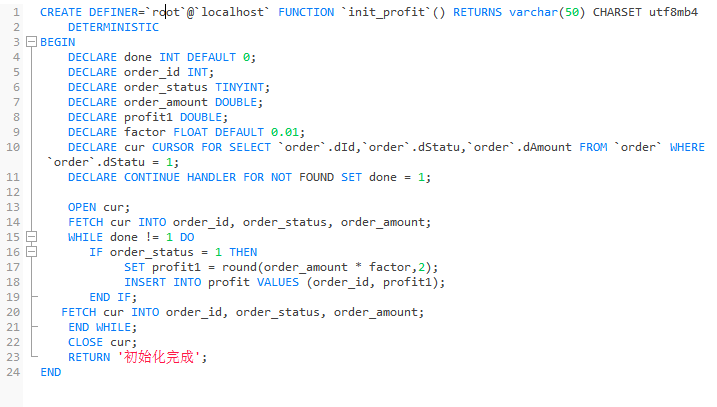 1 CREATE DEFINER=`root`@`localhost` FUNCTION `init_profit`() RETURNS varchar(50) CHARSET utf8mb4
2 DETERMINISTIC
3 BEGIN
4 DECLARE done INT DEFAULT 0;
5 DECLARE order_id INT;
6 DECLARE order_status TINYINT;
7 DECLARE order_amount DOUBLE;
8 DECLARE profit1 DOUBLE;
9 DECLARE factor FLOAT DEFAULT 0.01;
10 DECLARE cur CURSOR FOR SELECT `order`.dId,`order`.dStatu,`order`.dAmount FROM `order` WHERE
`order`.dStatu = 1;
11 DECLARE CONTINUE HANDLER FOR NOT FOUND SET done = 1;
12
13 OPEN cur;
14 FETCH cur INTO order_id, order_status, order_amount;
15 WHILE done != 1 DO
16 IF order_status = 1 THEN
17 SET profit1 = round(order_amount * factor,2);
18 INSERT INTO profit VALUES (order_id, profit1);
19 END IF;
20 FETCH cur INTO order_id, order_status, order_amount;
21 END WHILE;
22 CLOSE cur;
23 RETURN '初始化完成';
24 END